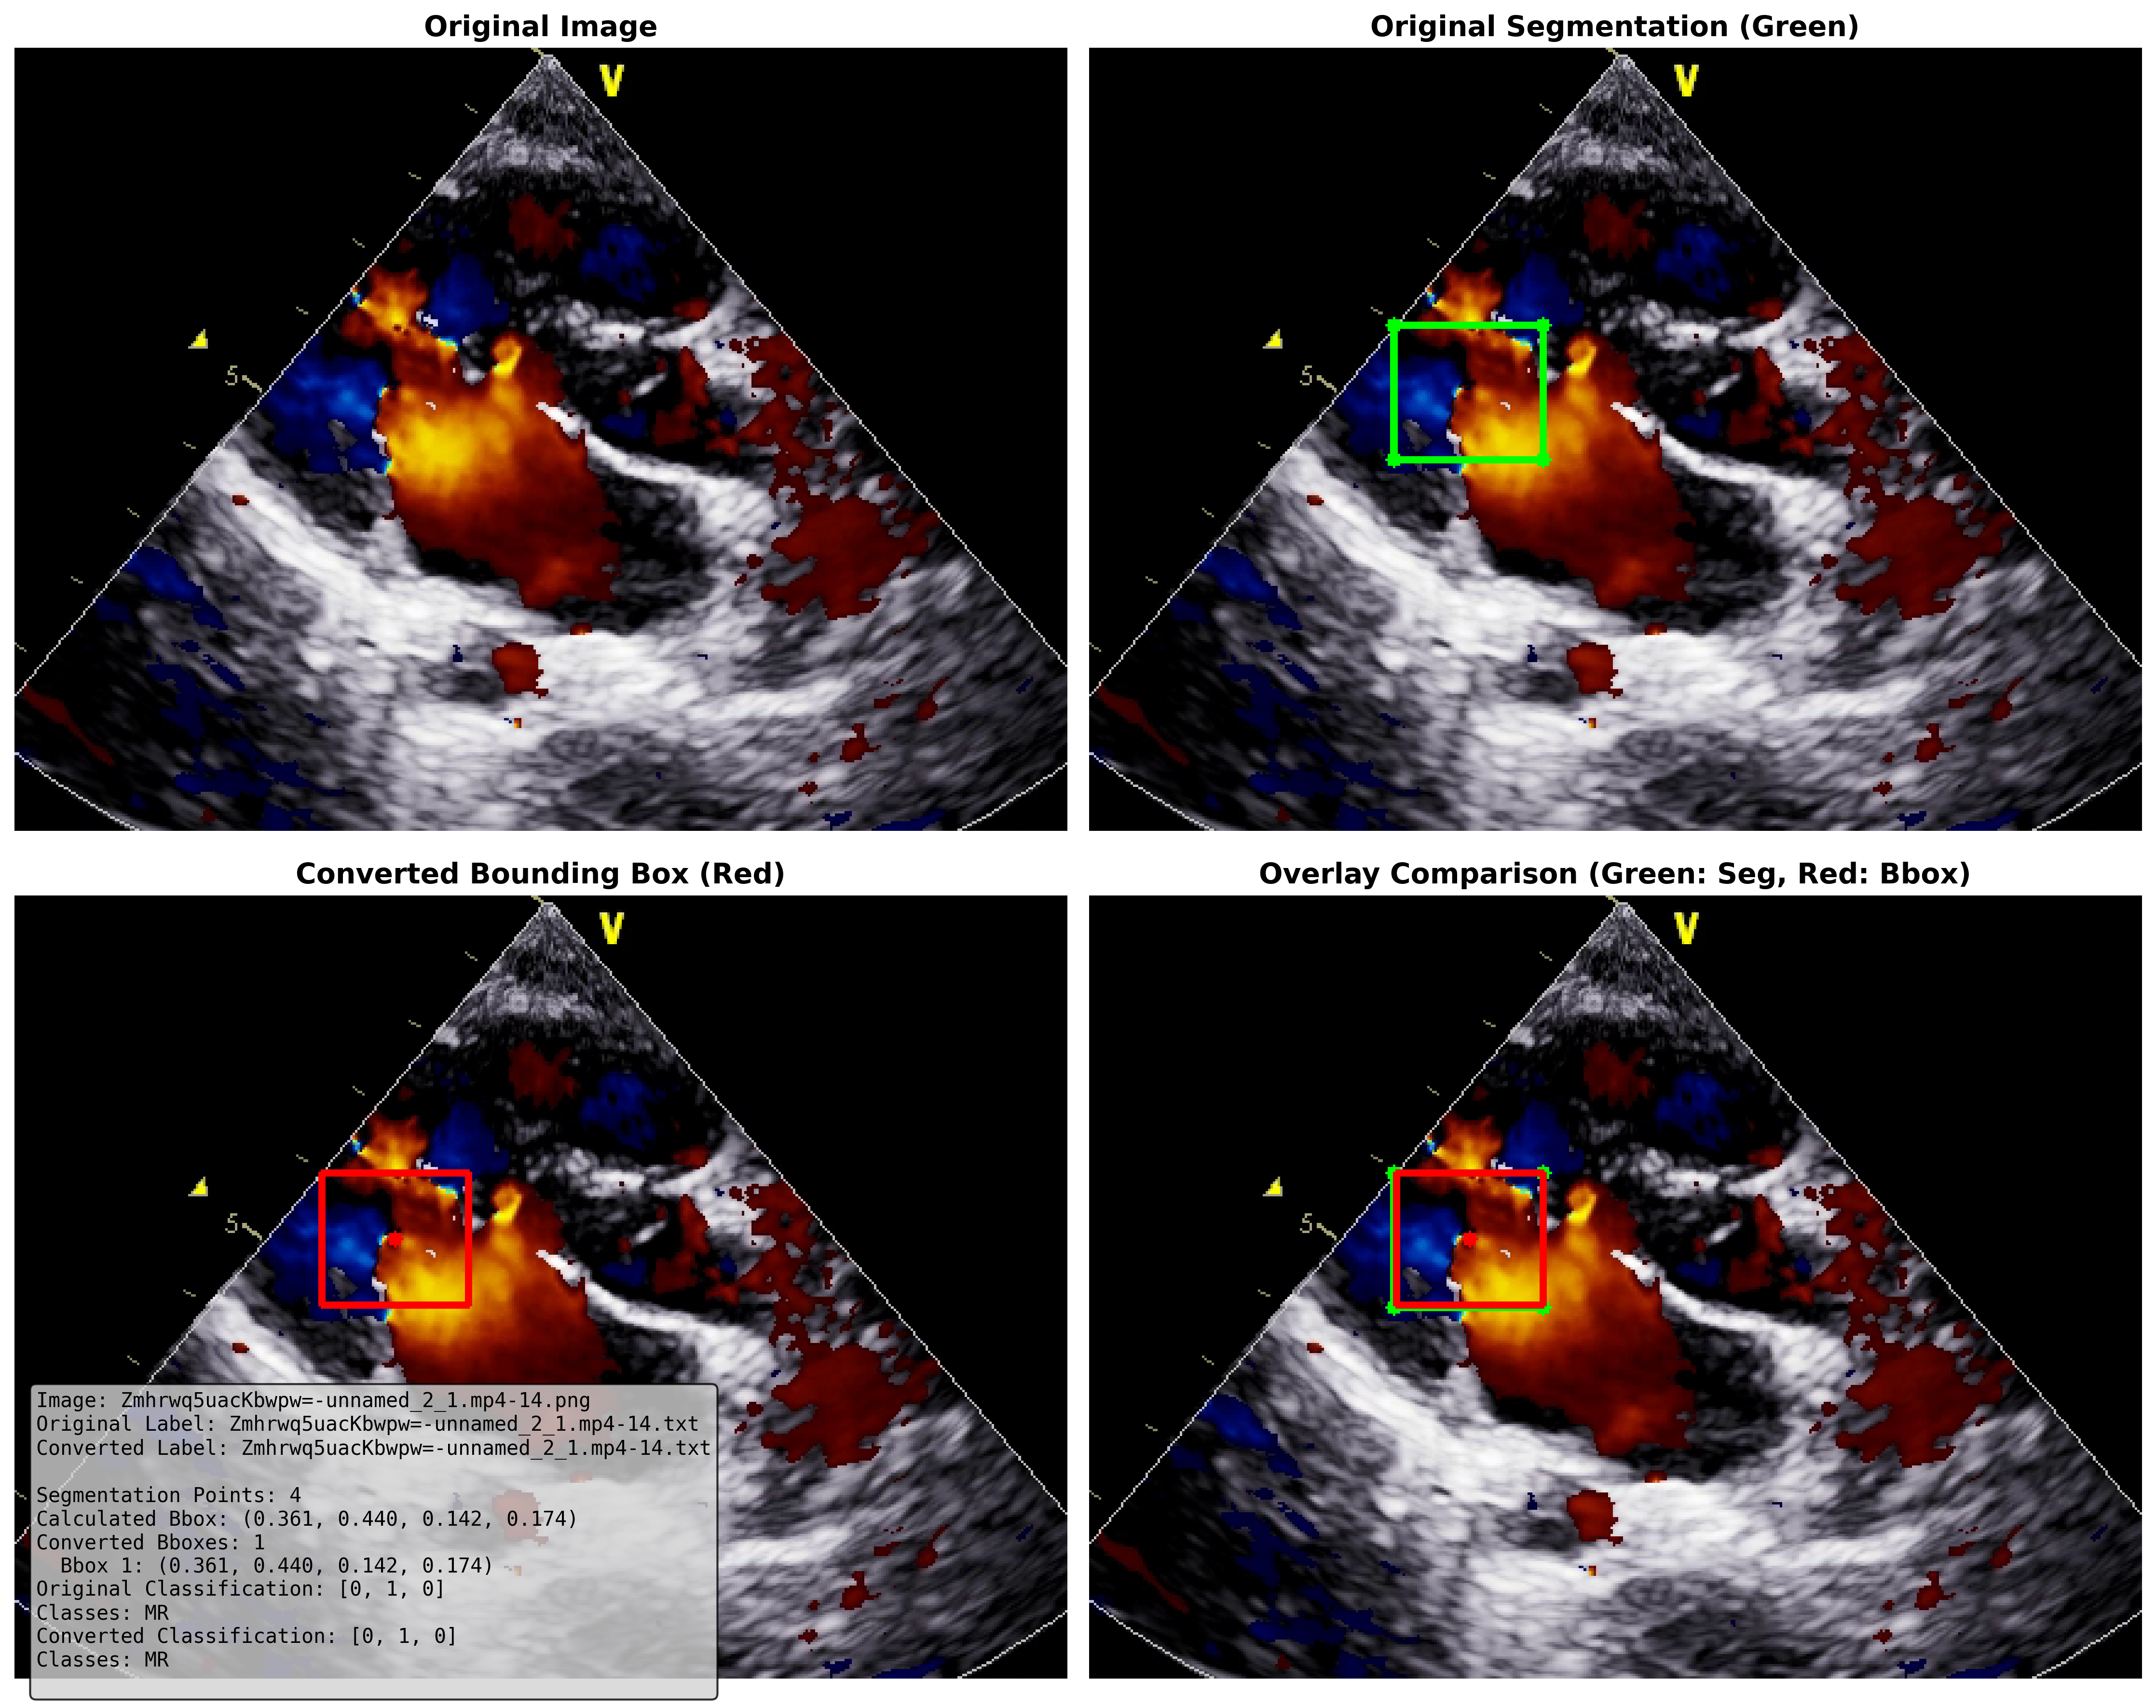 Original Image
Original Segmentation (Green)
V
5
V
5
Converted Bounding Box (Red)
Overlay Comparison (Green: Seg, Red: Bbox)
V
5
V
5
Image: Zmhrwq5uacKbwpw=-unnamed_2_1.mp4-14.png
Original Label: Zmhrwq5uacKbwpw=-unnamed_2_1.mp4-14.txt
Converted Label: Zmhrwq5uacKbwpw=-unnamed_2_1.mp4-14.txt
Segmentation Points: 4
Calculated Bbox: (0.361, 0.440, 0.142, 0.174)
Converted Bboxes: 1
Bbox 1: (0.361, 0.440, 0.142, 0.174)
Original Classification: [0, 1, 0]
Classes: MR
Converted Classification: [0, 1, 0]
Classes: MR